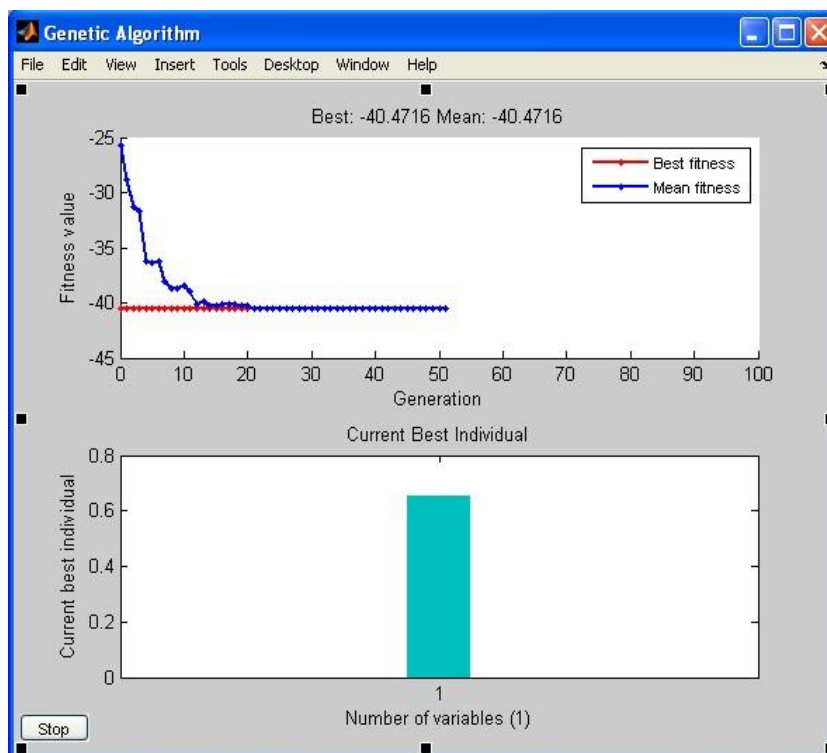 Genetic Algorithm
File Edit View Insert Tools Desktop Window Help
Best: -40.4716 Mean: -40.4716
-25
-30
-35
-40
-45
Fitness value
Best fitness
Mean fitness
0 10 20 30 40 50 60 70 80 90 100
Generation
Current Best Individual
0.8
0.6
0.4
0.2
0
Current best individual
1
Number of variables (1)
Stop